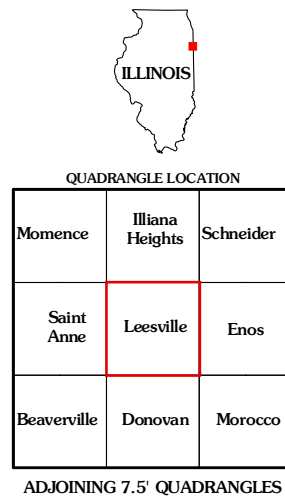 ILLINOIS
QUADRANGLE LOCATION
Momence
Illiana
Heights
Schneider
Saint
Anne
Leesville
Enos
Beaverville
Donovan
Morocco
ADJOINING 7.5' QUADRANGLES